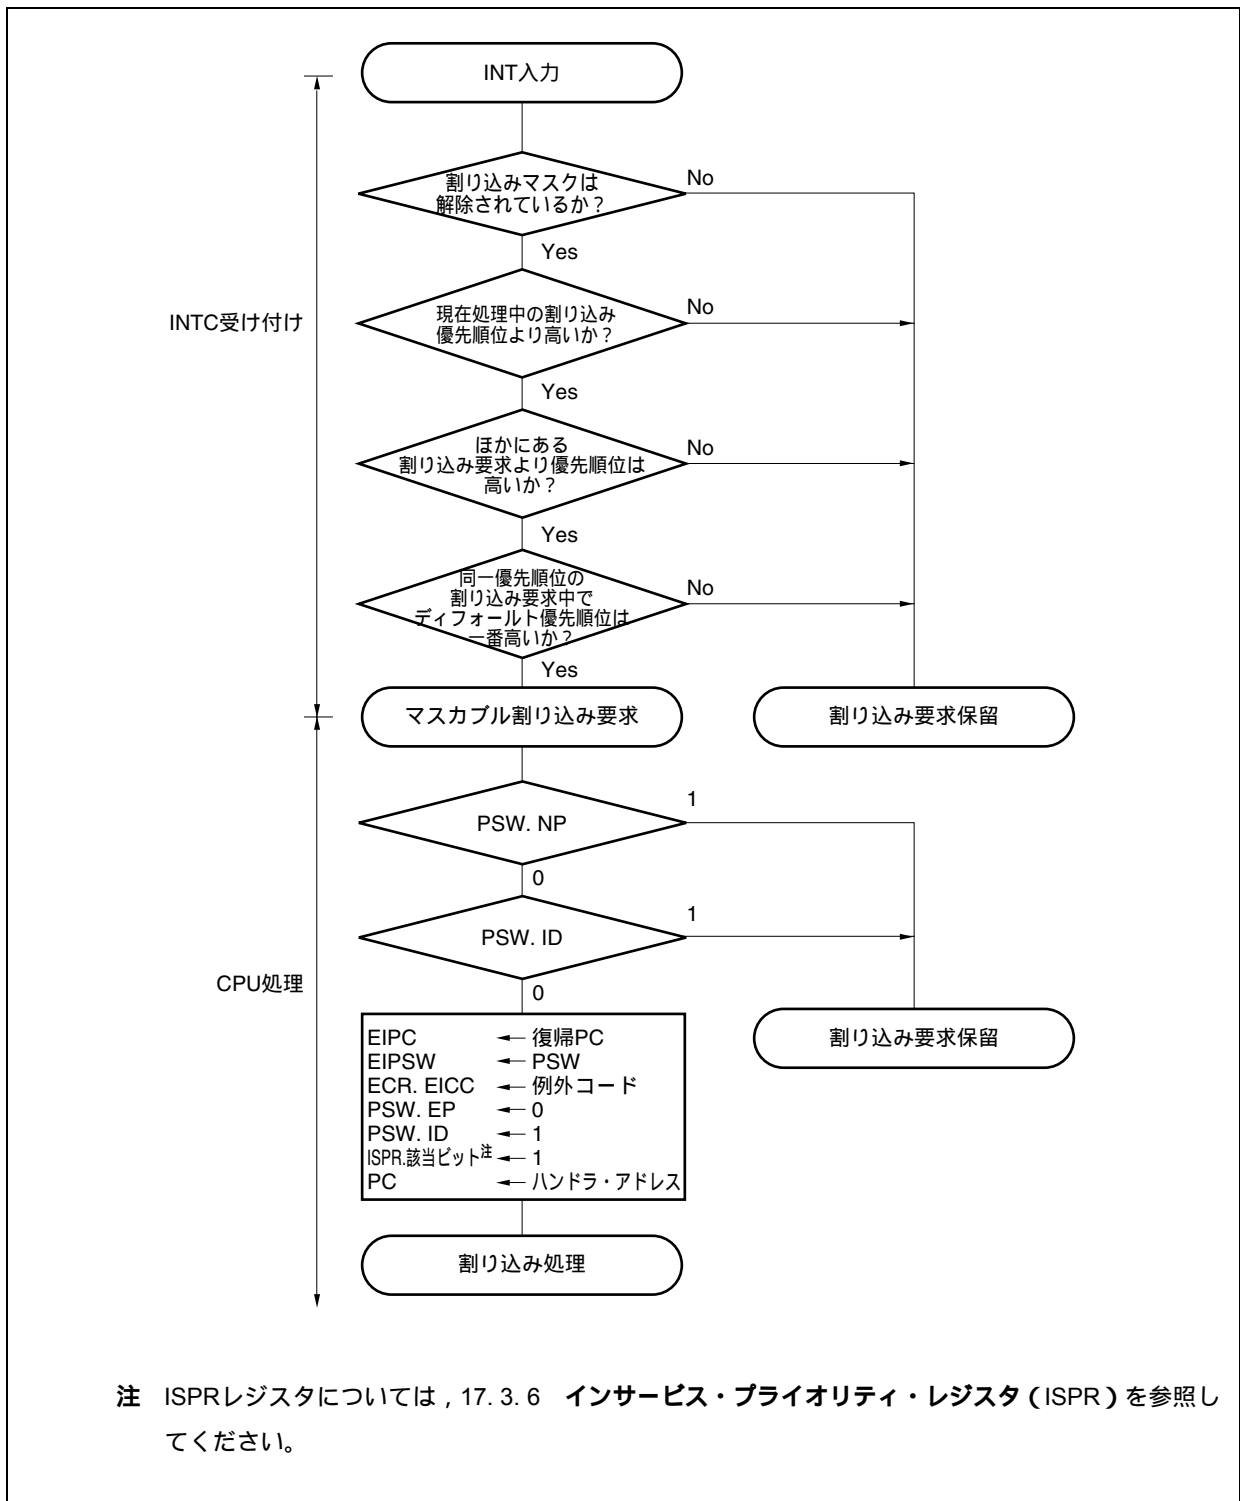 INT入力
割り込みマスクは
解除されているか？
No
Yes
INTC受け付け
現在処理中の割り込み
優先順位より高いか？
No
Yes
ほかにある
割り込み要求より優先順位は
高いか？
No
Yes
同一優先順位の
割り込み要求中で
ディフォールト優先順位は
一番高いか？
No
Yes
マスカブル割り込み要求
割り込み要求保留
PSW. NP
1
0
PSW. ID
1
0
CPU処理
割り込み要求保留
EIPC ← 復帰PC
EIPSW ← PSW
ECR. EICC ← 例外コード
PSW. EP ← 0
PSW. ID ← 1
ISPR.該当ビット注 ← 1
PC ← ハンドラ・アドレス
割り込み処理
注 ISPRレジスタについては，17. 3. 6 インサービス・プライオリティ・レジスタ（ISPR）を参照し
てください。